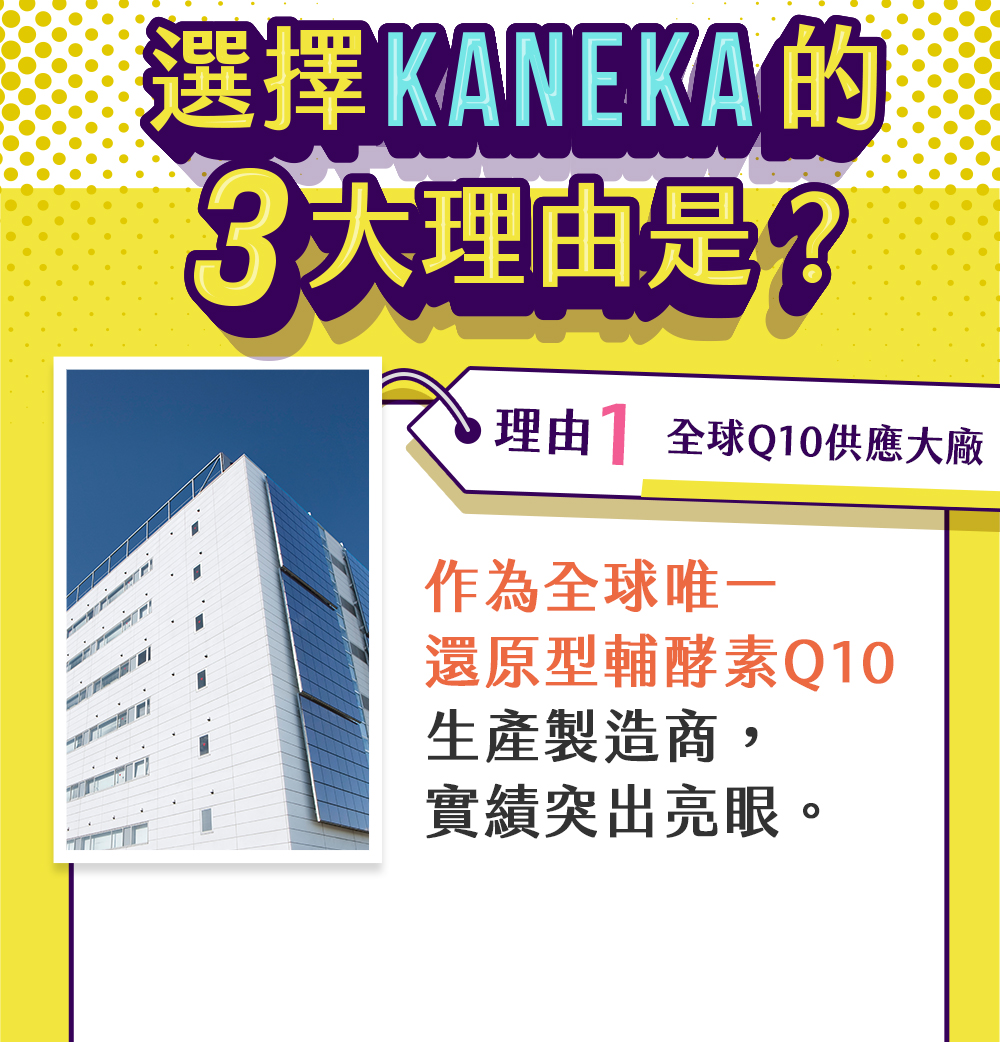 選擇KANEKA的
3大理由是?
理由1 全球Q10供應大廠
作為全球唯一
還原型輔酵素Q10
生產製造商，
實績突出亮眼。